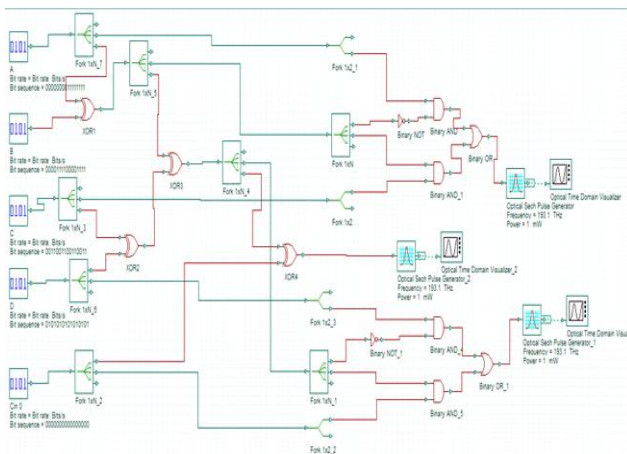 0101
A
Bit rate = Bit rate Bits/s
Bit sequence = 0000000011111111
Fork 1xN_7
Fork 1xN_5
Fork 1x2_1
XOR1
0101
B
Bit rate = Bit rate Bits/s
Bit sequence = 0000111100001111
XOR3
Fork 1xN_4
Fork 1xN
Binary NOT
Binary AND
Binary OR
Binary AND_1
Optical Sech Pulse Generator
Frequency = 193.1 THz
Power = 1 mW
Optical Time Domain Visualizer
0101
C
Bit rate = Bit rate Bits/s
Bit sequence = 0011001100110011
Fork 1xN_3
Fork 1x2
XOR2
XOR4
Optical Sech Pulse Generator_2
Frequency = 193.1 THz
Power = 1 mW
Optical Time Domain Visualizer_2
0101
D
Bit rate = Bit rate Bits/s
Bit sequence = 0101010101010101
Fork 1xN_6
Fork 1x2_3
Binary NOT_1
Binary OR_1
Optical Sech Pulse Generator_1
Frequency = 193.1 THz
Power = 1 mW
Optical Time Domain
0101
Cin 0
Bit rate = Bit rate Bits/s
Bit sequence = 0000000000000000
Fork 1xN_2
Fork 1xN_1
Fork 1x2_2
Binary AND_5